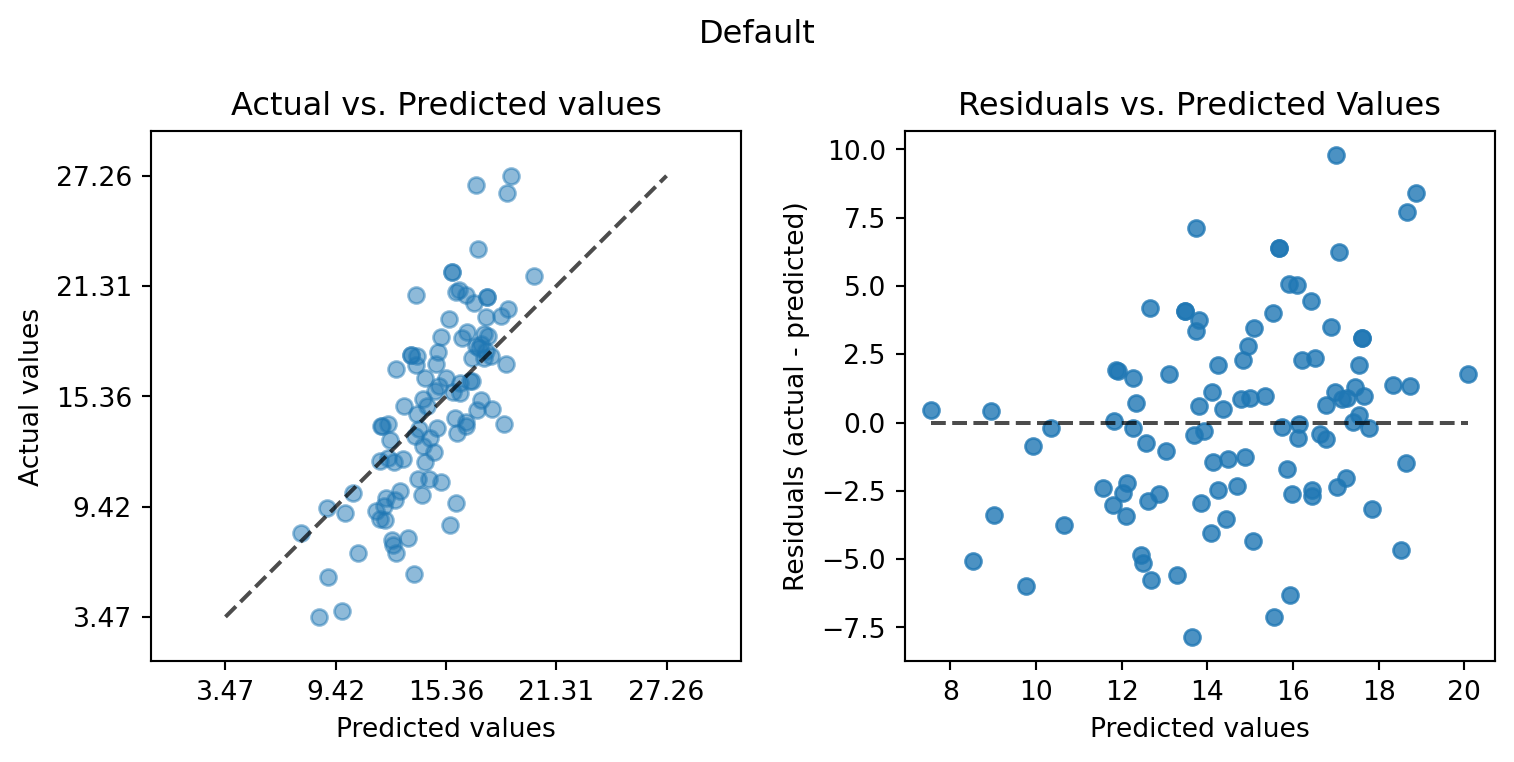 Default
Actual vs. Predicted values
27.26
21.31
15.36
9.42
3.47
Actual values
3.47 9.42 15.36 21.31 27.26
Predicted values
Residuals vs. Predicted Values
10.0
7.5
5.0
2.5
0.0
−2.5
−5.0
−7.5
Residuals (actual - predicted)
8 10 12 14 16 18 20
Predicted values